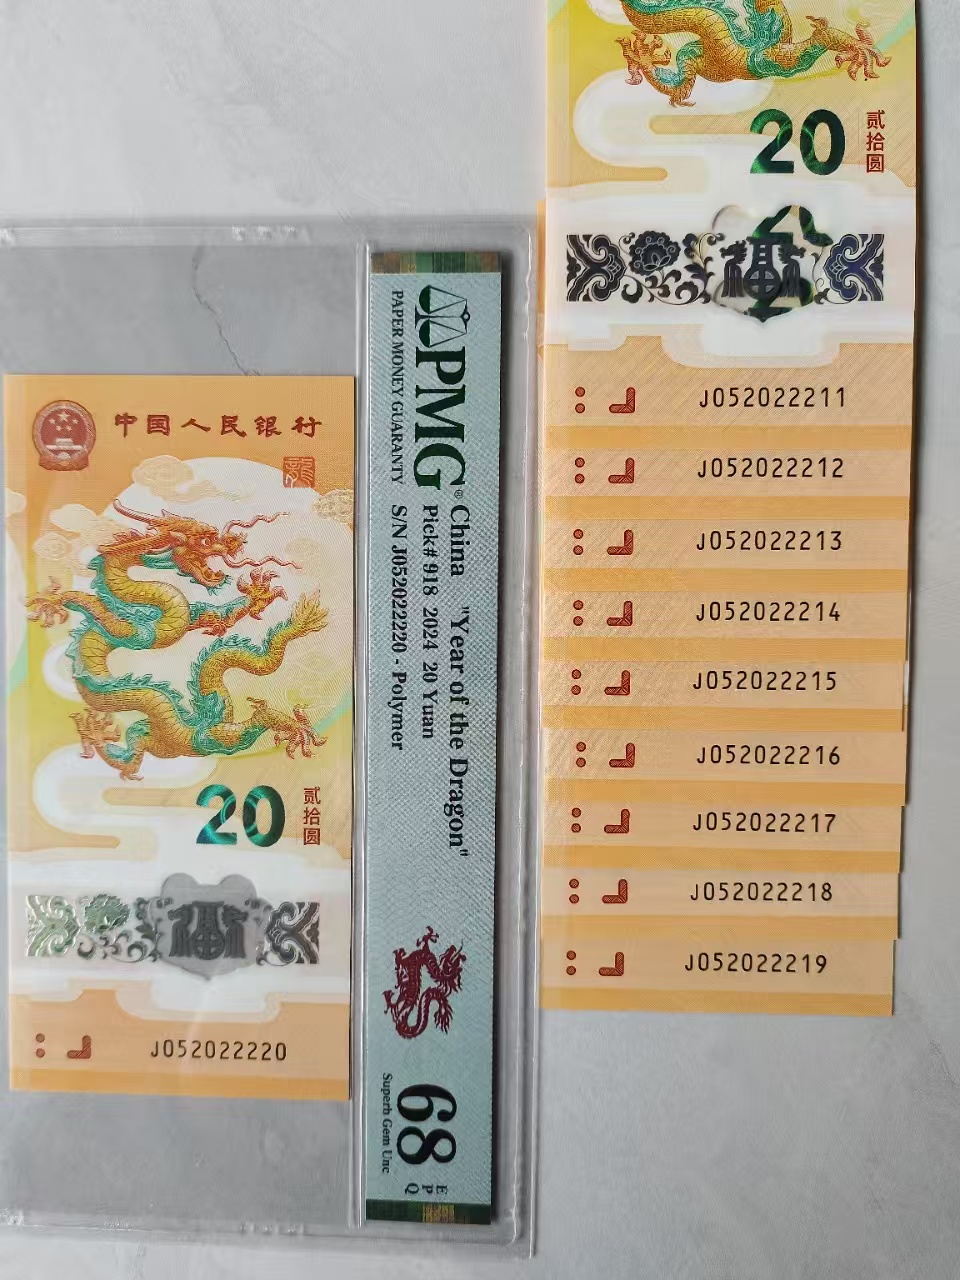 中国人民银行
20
贰拾圆
J052022220
PMG®
PAPER MONEY GUARANTY
China "Year of the Dragon"
Pick# 918 2024 20 Yuan
S/N J052022220 - Polymer
68
EPQ
Superb Gem Unc
20
贰拾圆
J052022211
J052022212
J052022213
J052022214
J052022215
J052022216
J052022217
J052022218
J052022219